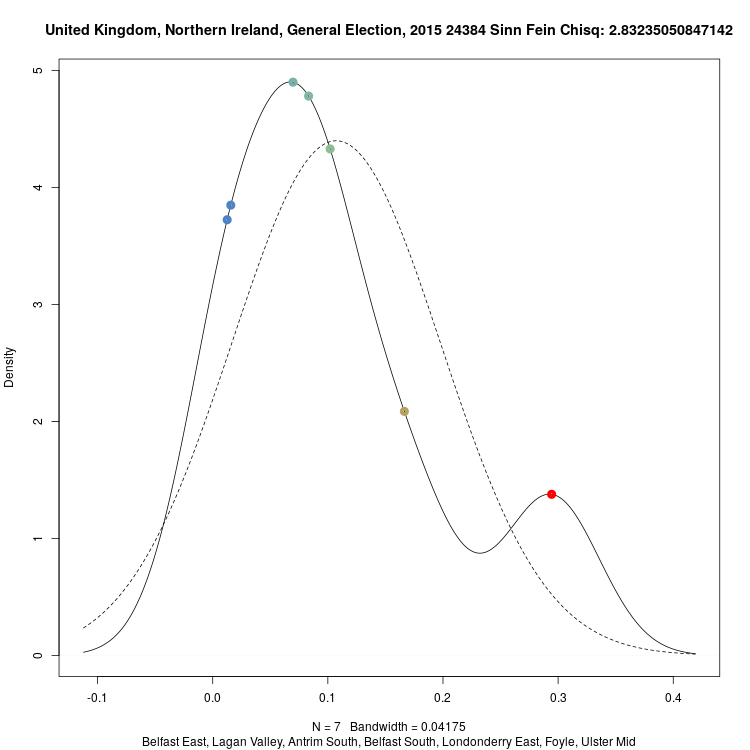 United Kingdom, Northern Ireland, General Election, 2015 24384 Sinn Fein Chisq: 2.83235050847142
Density
5
4
3
2
1
0
-0.1 0.0 0.1 0.2 0.3 0.4
N = 7 Bandwidth = 0.04175
Belfast East, Lagan Valley, Antrim South, Belfast South, Londonderry East, Foyle, Ulster Mid